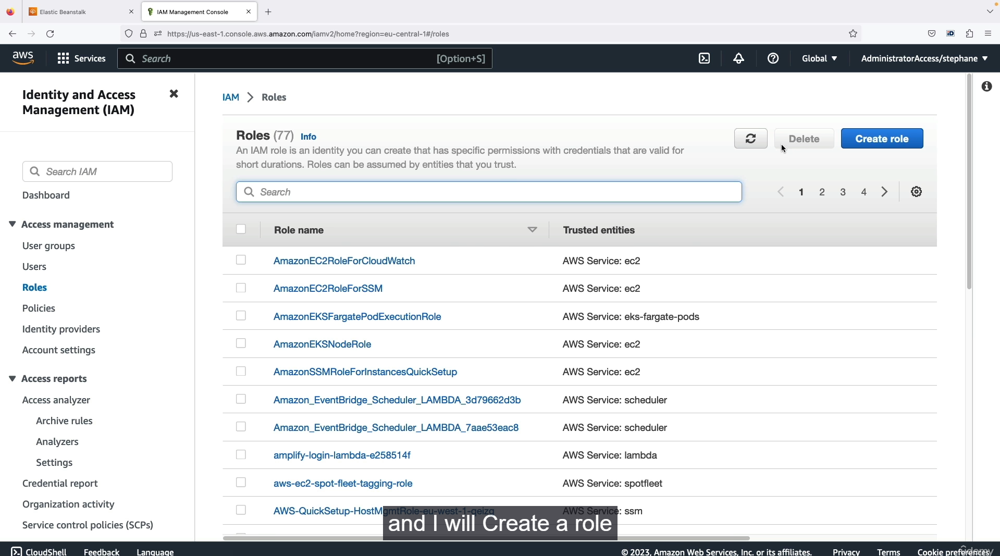 Elastic Beanstalk
IAM Management Console
https://us-east-1.console.aws.amazon.com/iamv2/home?region=eu-central-1#/roles
aws
Services
Search
[Option+S]
Global
AdministratorAccess/stephane
Identity and Access
Management (IAM)
Search IAM
Dashboard
Access management
User groups
Users
Roles
Policies
Identity providers
Account settings
Access reports
Access analyzer
Archive rules
Analyzers
Settings
Credential report
Organization activity
Service control policies (SCPs)
IAM > Roles
Roles (77) Info
Delete
Create role
An IAM role is an identity you can create that has specific permissions with credentials that are valid for
short durations. Roles can be assumed by entities that you trust.
Search
1 2 3 4
Role name
Trusted entities
AmazonEC2RoleForCloudWatch
AWS Service: ec2
AmazonEC2RoleForSSM
AWS Service: ec2
AmazonEKSFargatePodExecutionRole
AWS Service: eks-fargate-pods
AmazonEKSNodeRole
AWS Service: ec2
AmazonSSMRoleForInstancesQuickSetup
AWS Service: ec2
Amazon_EventBridge_Scheduler_LAMBDA_3d79662d3b
AWS Service: scheduler
Amazon_EventBridge_Scheduler_LAMBDA_7aae53eac8
AWS Service: scheduler
amplify-login-lambda-e258514f
AWS Service: lambda
aws-ec2-spot-fleet-tagging-role
AWS Service: spotfleet
AWS-QuickSetup-HostMgmtRole-eu-west-1-qeizq
AWS Service: ssm
and I will Create a role
CloudShell
Feedback
Language
© 2023, Amazon Web Services, Inc. or its affiliates.
Privacy
Terms
Cookie preferences
udemy